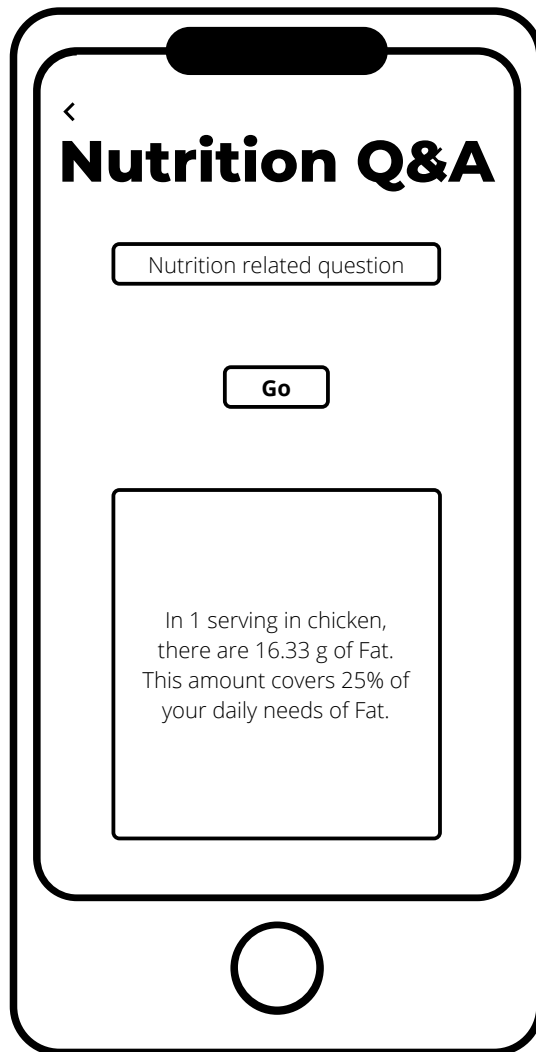 Nutrition Q&A
Nutrition related question
Go
In 1 serving in chicken,
there are 16.33 g of Fat.
This amount covers 25% of
your daily needs of Fat.